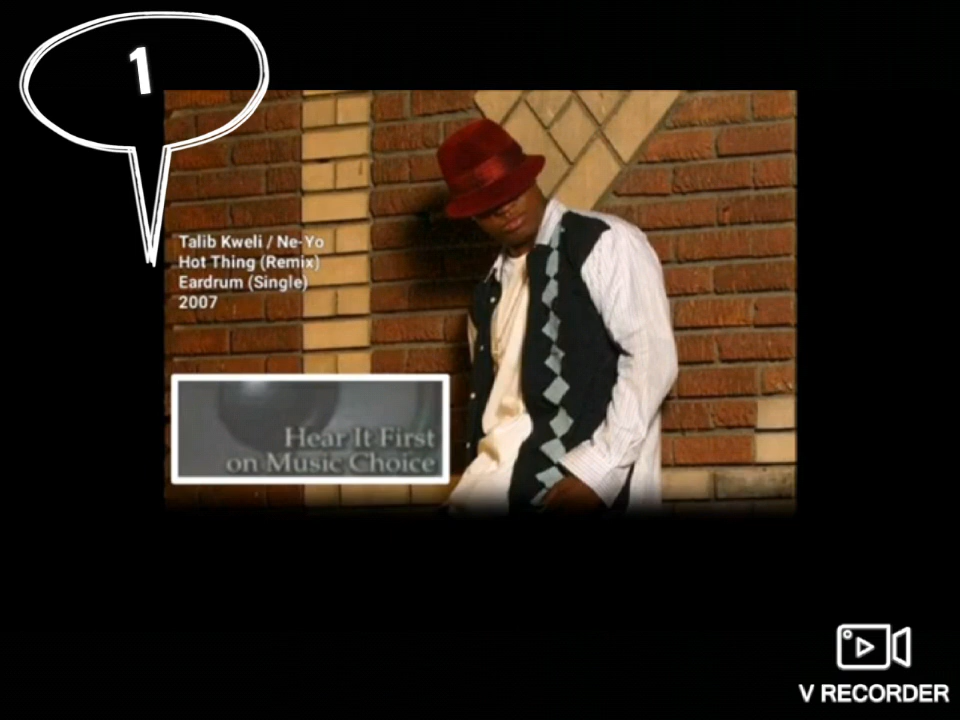 1
Talib Kweli / Ne-Yo
Hot Thing (Remix)
Eardrum (Single)
2007
Hear It First
on Music Choice
V RECORDER